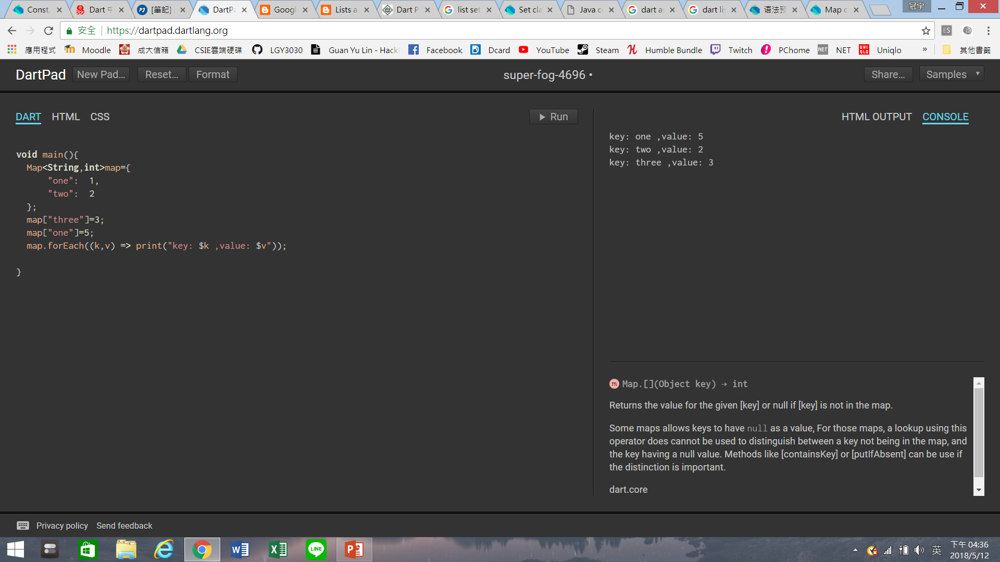 Const,
Dart 中
[筆記]
DartPa
Googl
Lists a
Dart P
list set
Set cla
Java c
dart as
dart lis
语法预
Map c
冠宇
安全
https://dartpad.dartlang.org
ES
應用程式
Moodle
成大信箱
CSIE雲端硬碟
LGY3030
Guan Yu Lin - Hack
Facebook
Dcard
YouTube
Steam
Humble Bundle
Twitch
PChome
NET
NET
UNI QLO
Uniqlo
»
其他書籤
DartPad
New Pad...
Reset...
Format
super-fog-4696 •
Share...
Samples
DART
HTML
CSS
Run
HTML OUTPUT
CONSOLE
void main(){
Map<String,int>map={
"one":  1,
"two":  2
};
map["three"]=3;
map["one"]=5;
map.forEach((k,v) => print("key: $k ,value: $v"));
}
key: one ,value: 5
key: two ,value: 2
key: three ,value: 3
m Map.[](Object key) → int
Returns the value for the given [key] or null if [key] is not in the map.
Some maps allows keys to have null as a value, For those maps, a lookup using this
operator does cannot be used to distinguish between a key not being in the map, and
the key having a null value. Methods like [containsKey] or [putIfAbsent] can be use if
the distinction is important.
dart.core
Privacy policy
Send feedback
LINE
英
下午 04:36
2018/5/12